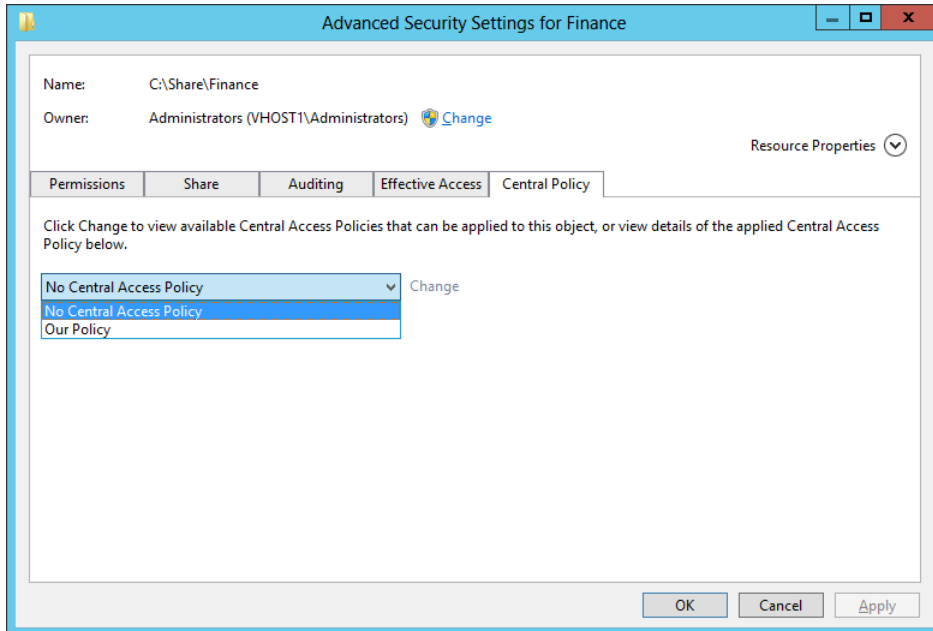 Advanced Security Settings for Finance
Name: C:\Share\Finance
Owner: Administrators (VHOST1\Administrators) Change
Resource Properties
Permissions Share Auditing Effective Access Central Policy
Click Change to view available Central Access Policies that can be applied to this object, or view details of the applied Central Access
Policy below.
No Central Access Policy Change
No Central Access Policy
Our Policy
OK Cancel Apply